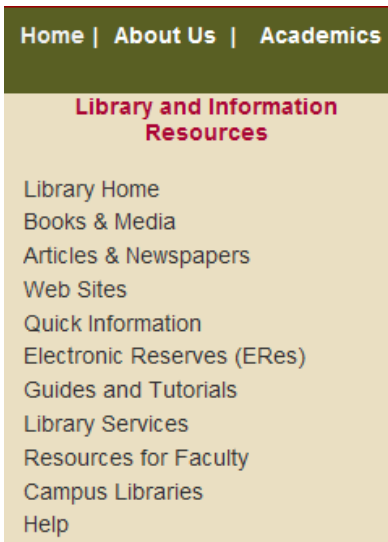 Home | About Us | Academics
Library and Information
Resources
Library Home
Books & Media
Articles & Newspapers
Web Sites
Quick Information
Electronic Reserves (ERes)
Guides and Tutorials
Library Services
Resources for Faculty
Campus Libraries
Help